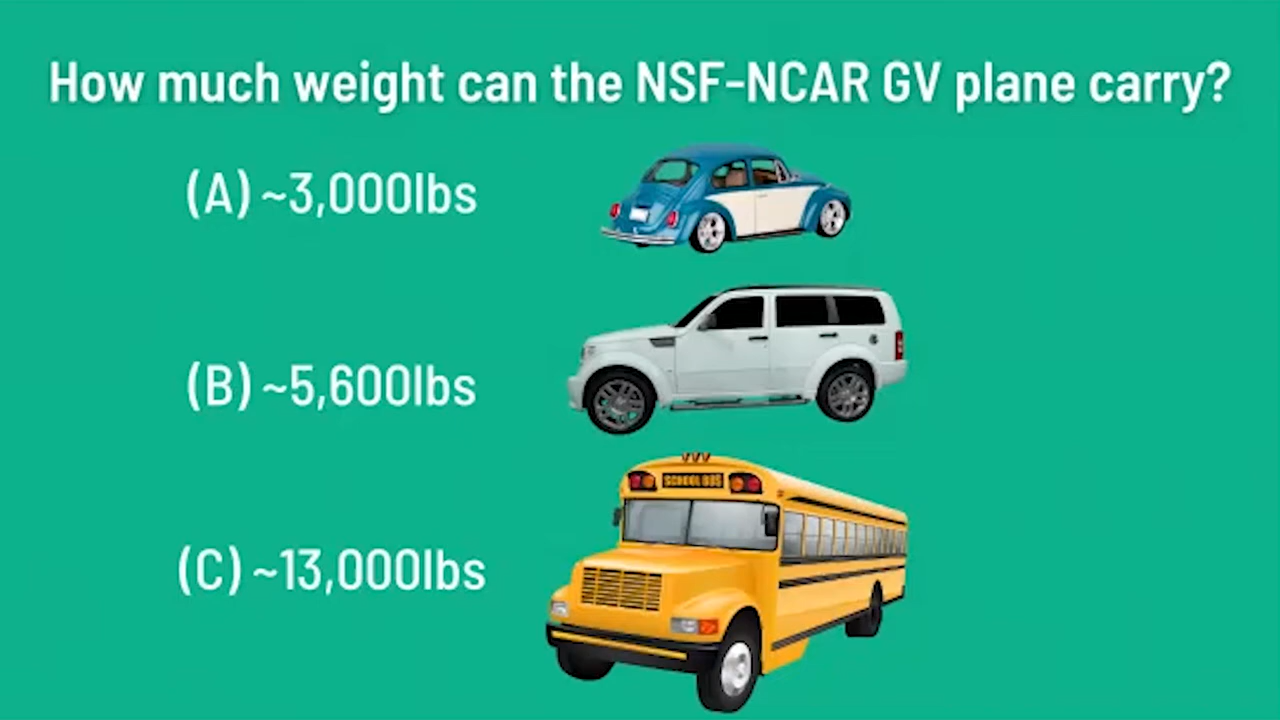 How much weight can the NSF-NCAR GV plane carry?
(A) ~3,000lbs
(B) ~5,600lbs
SCHOOL BUS
(C) ~13,000lbs